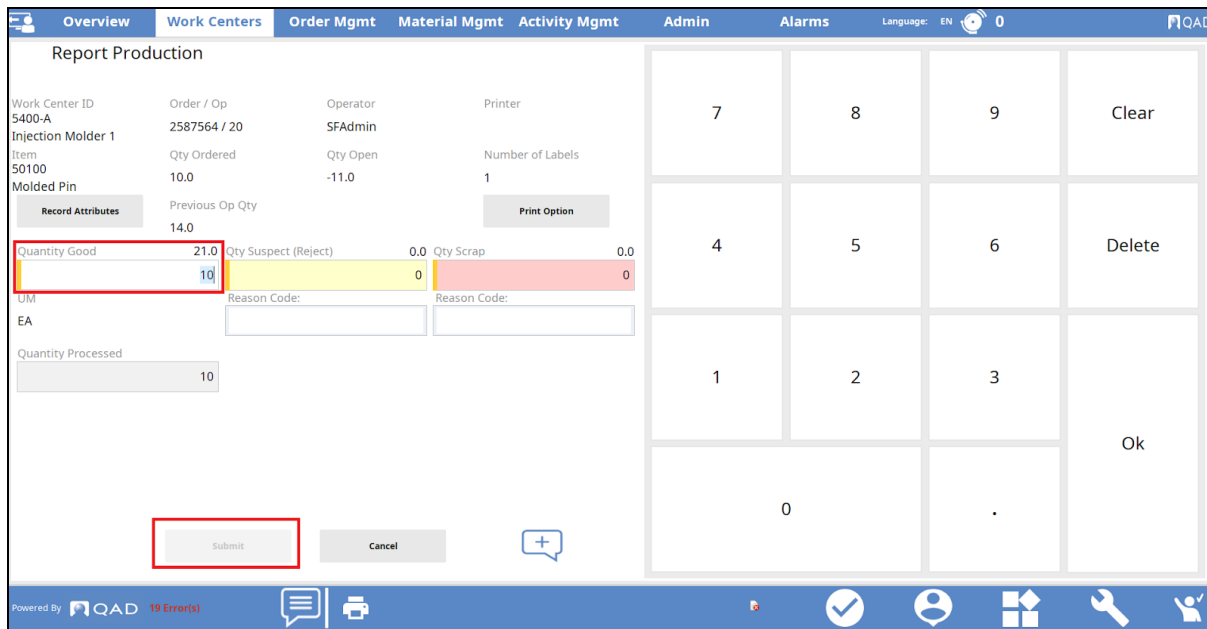 Overview Work Centers Order Mgmt Material Mgmt Activity Mgmt Admin Alarms Language: EN 0 QAD
Report Production
Work Center ID Order / Op Operator Printer
5400-A 2587564 / 20 SFAdmin
Injection Molder 1
Item Qty Ordered Qty Open Number of Labels
50100 10.0 -11.0 1
Molded Pin
Record Attributes Previous Op Qty Print Option
14.0
Quantity Good 21.0 Qty Suspect (Reject) 0.0 Qty Scrap 0.0
10 0 0
UM Reason Code: Reason Code:
EA
Quantity Processed
10
Submit Cancel
7 8 9 Clear
4 5 6 Delete
1 2 3
Ok
0 .
Powered By QAD 19 Error(s)